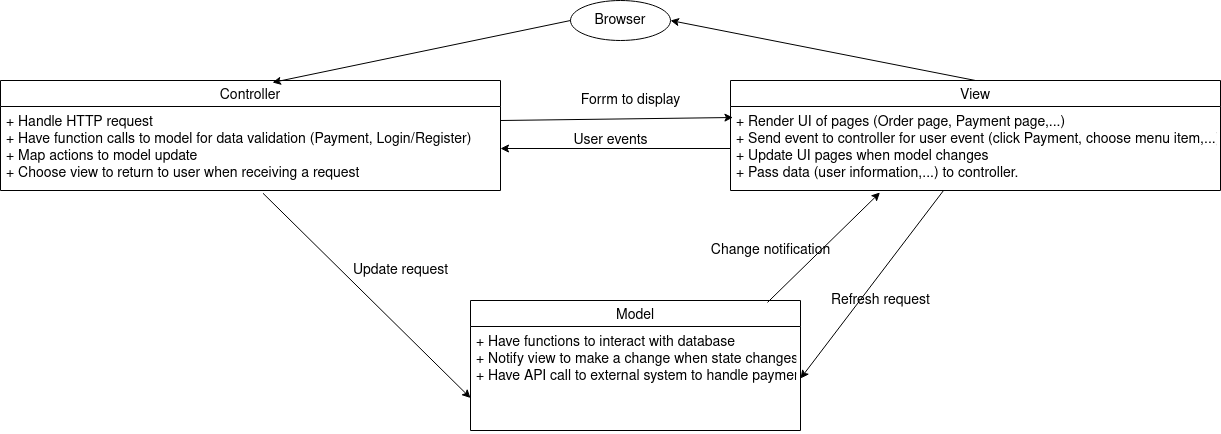 Browser
Controller
+ Handle HTTP request
+ Have function calls to model for data validation (Payment, Login/Register)
+ Map actions to model update
+ Choose view to return to user when receiving a request
Forrm to display
User events
View
+ Render UI of pages (Order page, Payment page,...)
+ Send event to controller for user event (click Payment, choose menu item,...
+ Update UI pages when model changes
+ Pass data (user information,...) to controller.
Change notification
Update request
Refresh request
Model
+ Have functions to interact with database
+ Notify view to make a change when state changes
+ Have API call to external system to handle